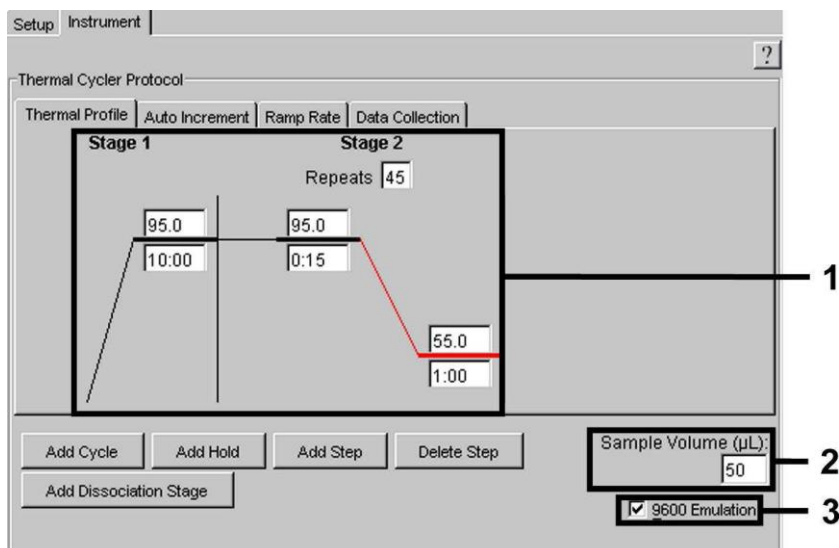 Setup Instrument
?
Thermal Cycler Protocol
Thermal Profile Auto Increment Ramp Rate Data Collection
Stage 1 Stage 2
Repeats 45
95.0 95.0
10:00 0:15
1
55.0
1:00
Add Cycle Add Hold Add Step Delete Step
Sample Volume (µL):
50
2
Add Dissociation Stage
9600 Emulation
3